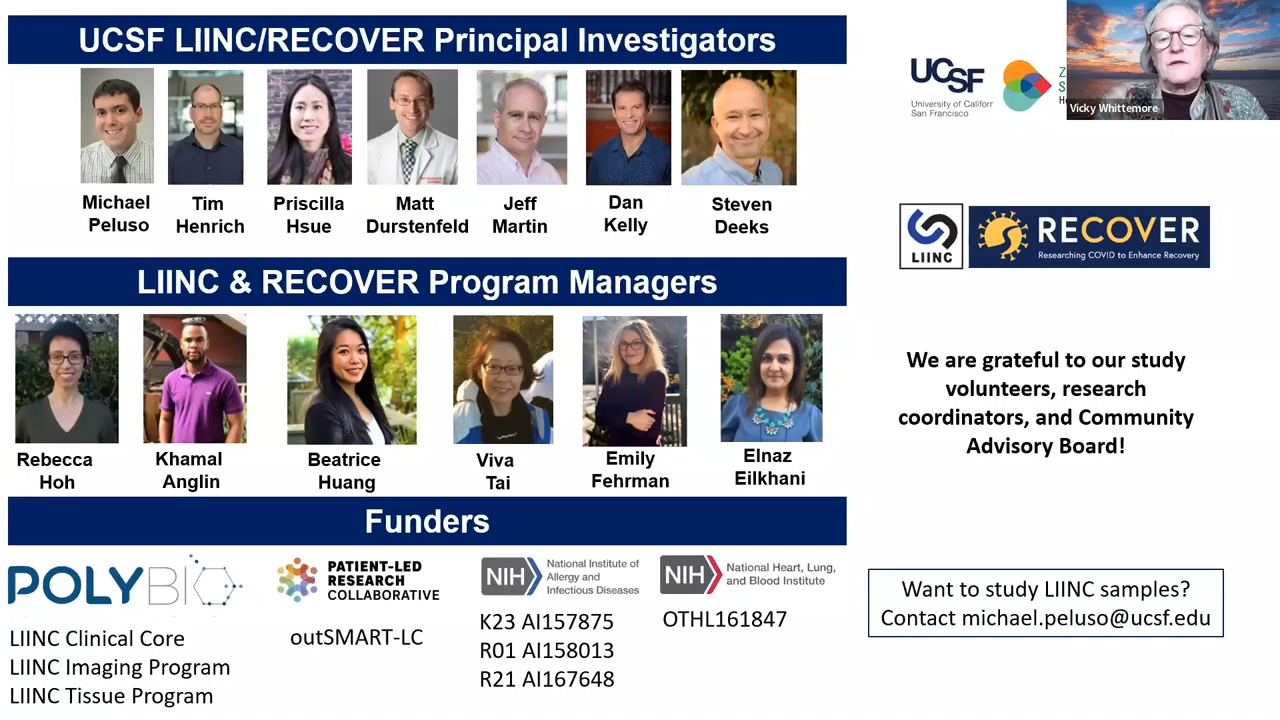 UCSF LIINC/RECOVER Principal Investigators
Michael
Peluso
Tim
Henrich
Priscilla
Hsue
Matt
Durstenfeld
Jeff
Martin
Dan
Kelly
Steven
Deeks
LIINC & RECOVER Program Managers
Rebecca
Hoh
Khamal
Anglin
Beatrice
Huang
Viva
Tai
Emily
Fehrman
Elnaz
Eilkhani
Funders
POLYBIO
LIINC Clinical Core
LIINC Imaging Program
LIINC Tissue Program
PATIENT-LED
RESEARCH
COLLABORATIVE
outSMART-LC
NIH
National Institute of
Allergy and
Infectious Diseases
K23 AI157875
R01 AI158013
R21 AI167648
NIH
National Heart, Lung,
and Blood Institute
OTHL161847
UCSF
University of Californ
San Francisco
Vicky Whittemore
LIINC
RECOVER
Researching COVID to Enhance Recovery
We are grateful to our study
volunteers, research
coordinators, and Community
Advisory Board!
Want to study LIINC samples?
Contact michael.peluso@ucsf.edu